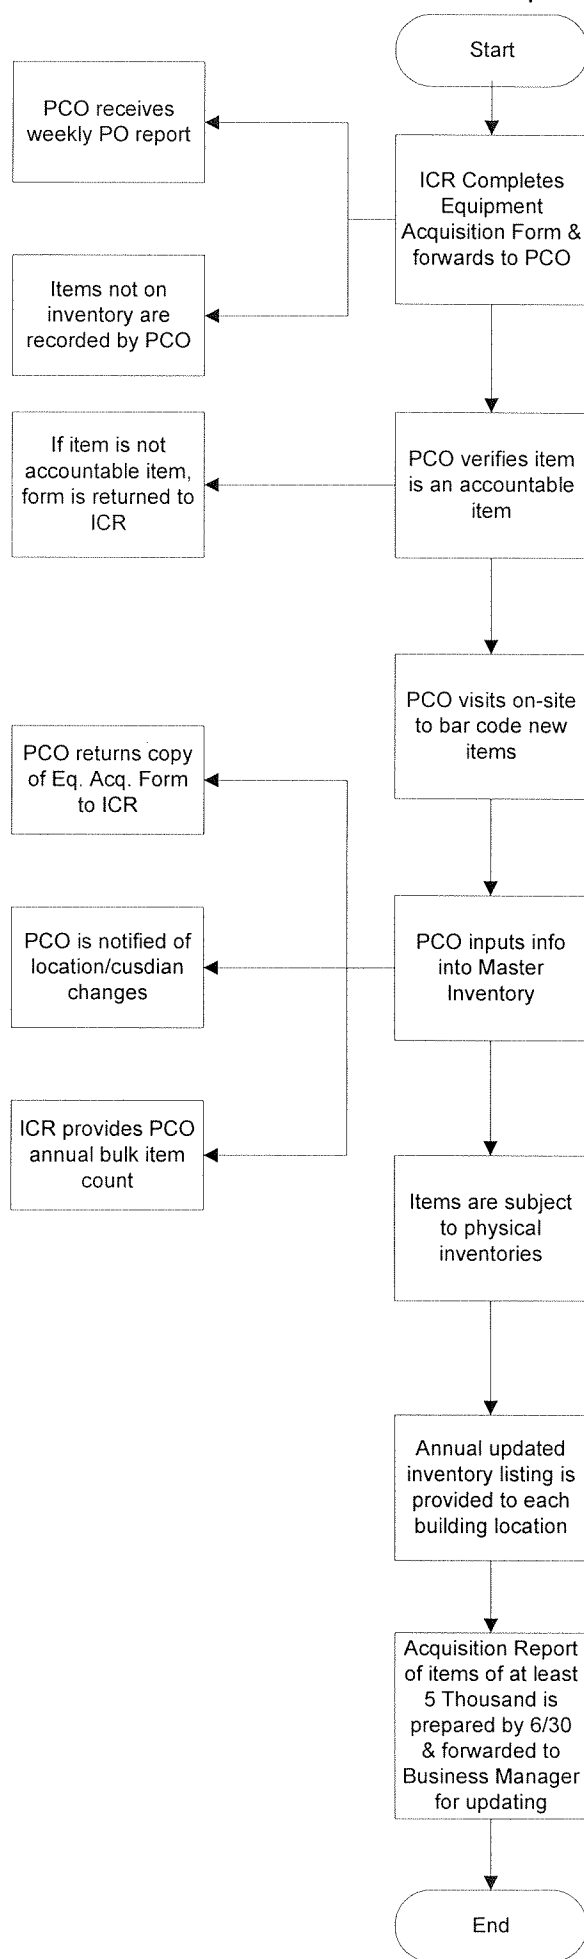 Start
PCO receives
weekly PO report
ICR Completes
Equipment
Acquisition Form &
forwards to PCO
Items not on
inventory are
recorded by PCO
If item is not
accountable item,
form is returned to
ICR
PCO verifies item
is an accountable
item
PCO visits on-site
to bar code new
items
PCO returns copy
of Eq. Acq. Form
to ICR
PCO is notified of
location/cusdian
changes
PCO inputs info
into Master
Inventory
ICR provides PCO
annual bulk item
count
Items are subject
to physical
inventories
Annual updated
inventory listing is
provided to each
building location
Acquisition Report
of items of at least
5 Thousand is
prepared by 6/30
& forwarded to
Business Manager
for updating
End